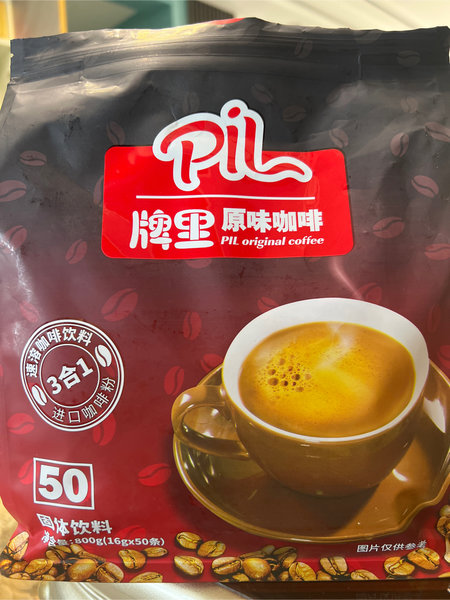 PiL
牌里
原味咖啡
PIL original coffee
速溶咖啡饮料
3合1
进口咖啡粉
50
固体饮料
量:800g(16gx50条)
图片仅供参考